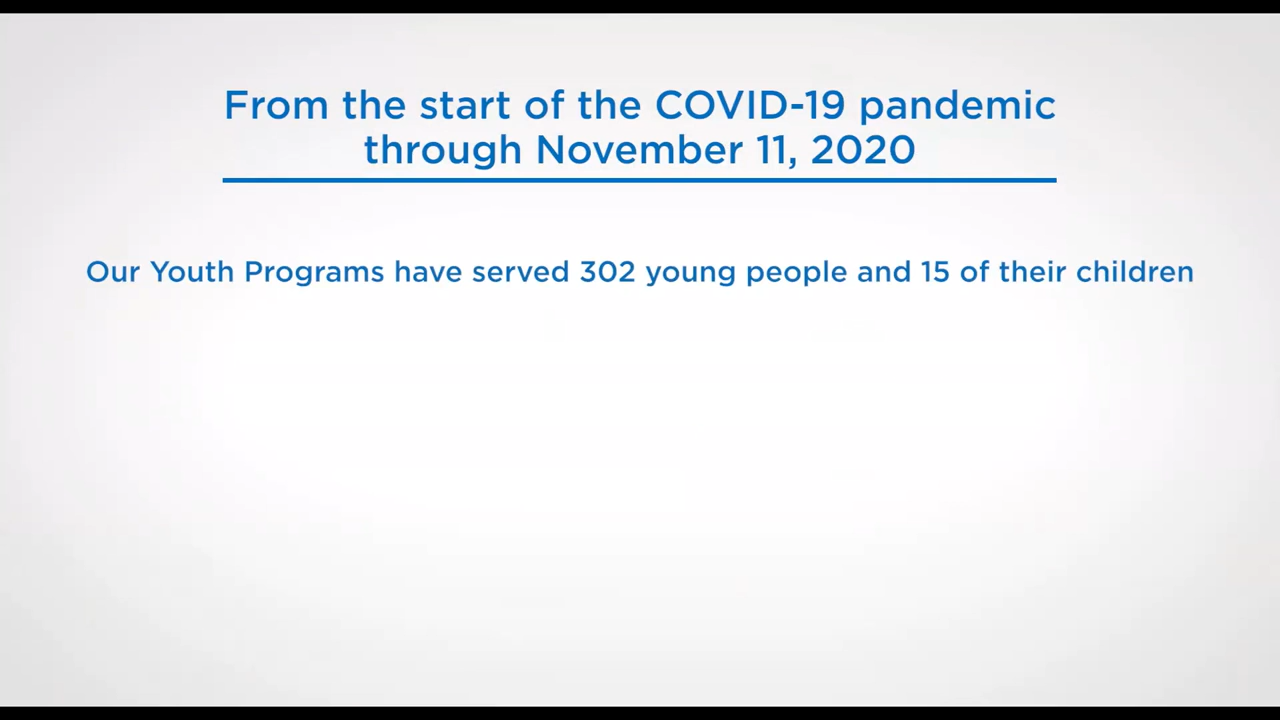 From the start of the COVID-19 pandemic
through November 11, 2020
Our Youth Programs have served 302 young people and 15 of their children